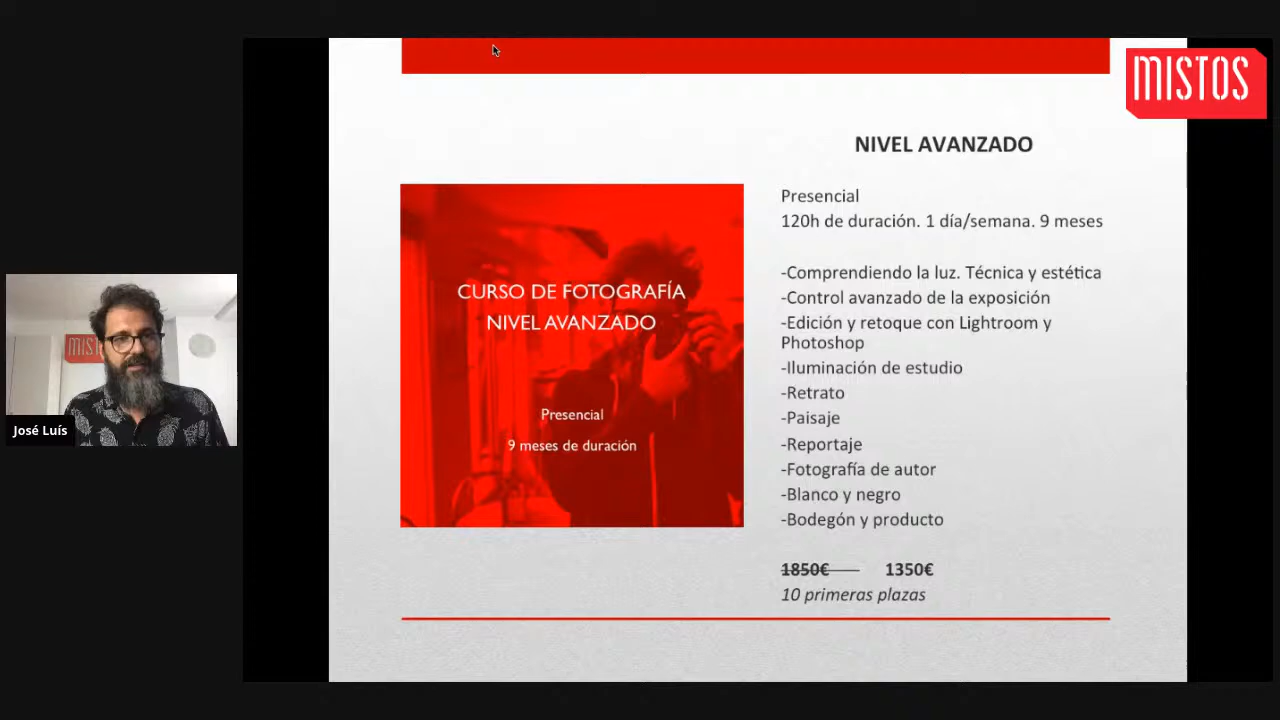 MISTOS
NIVEL AVANZADO
Presencial
120h de duración. 1 día/semana. 9 meses
-Comprendiendo la luz. Técnica y estética
-Control avanzado de la exposición
-Edición y retoque con Lightroom y
Photoshop
-Iluminación de estudio
-Retrato
-Paisaje
-Reportaje
-Fotografía de autor
-Blanco y negro
-Bodegón y producto
1850€ 1350€
10 primeras plazas
CURSO DE FOTOGRAFÍA
NIVEL AVANZADO
Presencial
9 meses de duración
MIST
José Luís